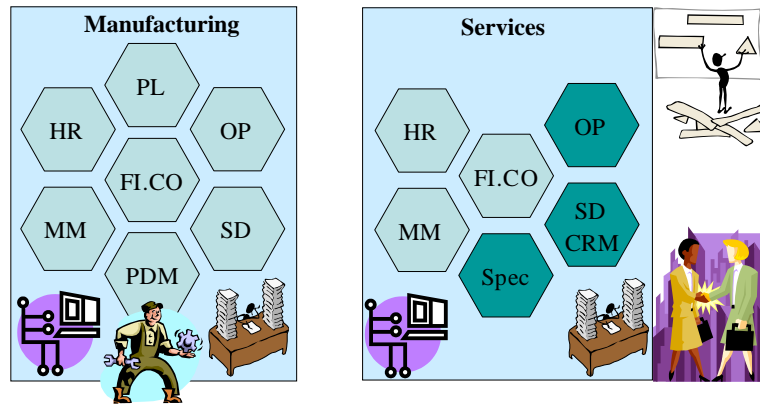 Manufacturing
PL
HR
OP
FI.CO
MM
SD
PDM
Services
OP
HR
FI.CO
SD
CRM
MM
Spec